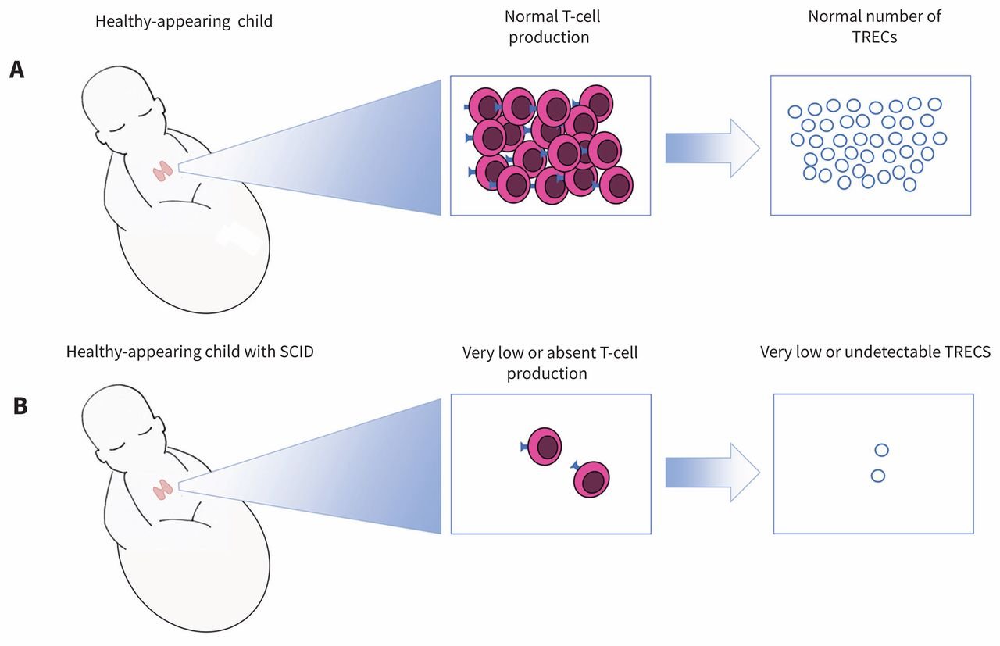 Healthy-appearing child
Normal T-cell
production
Normal number of
TRECs
A
Healthy-appearing child with SCID
Very low or absent T-cell
production
Very low or undetectable TRECS
B